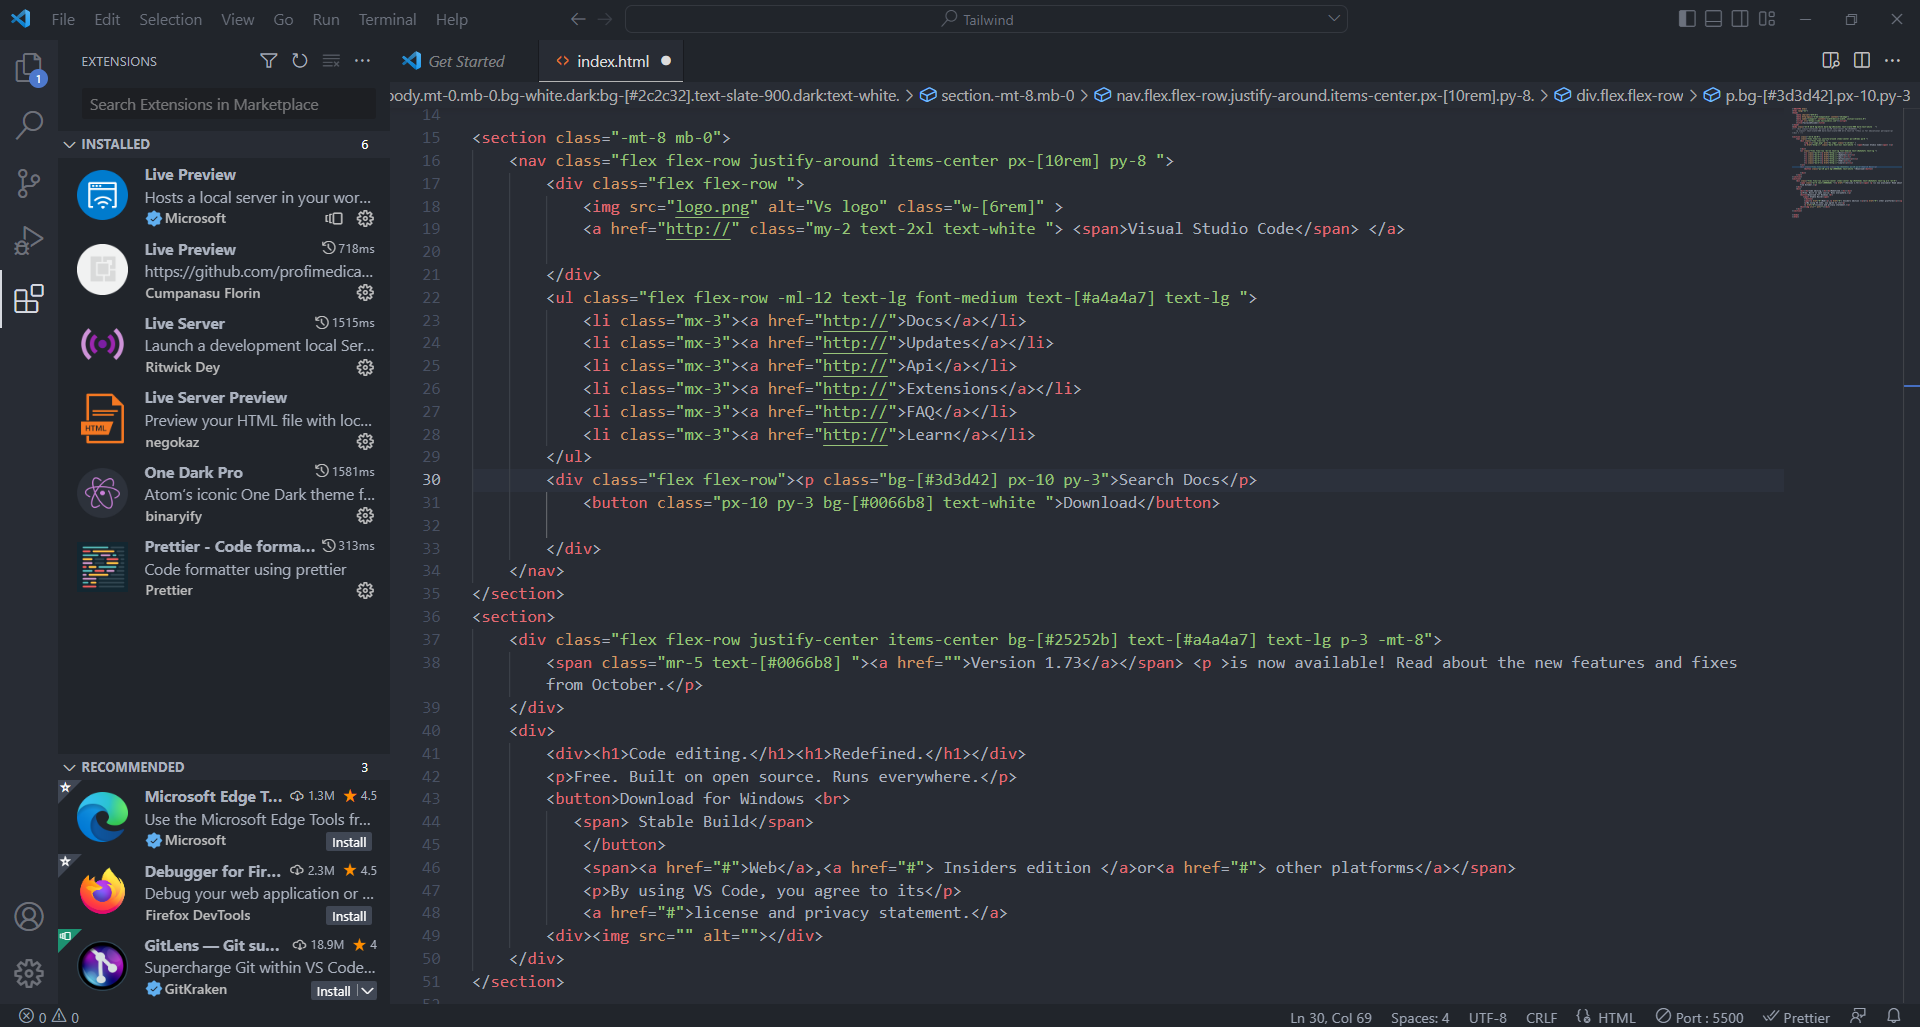 File Edit Selection View Go Run Terminal Help
Tailwind
EXTENSIONS
Get Started
index.html
1
Search Extensions in Marketplace
body.mt-0.mb-0.bg-white.dark:bg-[#2c2c32].text-slate-900.dark:text-white. > section.-mt-8.mb-0 > nav.flex.flex-row.justify-around.items-center.px-[10rem].py-8. > div.flex.flex-row > p.bg-[#3d3d42].px-10.py-3
INSTALLED 6
Live Preview
Hosts a local server in your wor...
Microsoft
Live Preview 718ms
https://github.com/profimedica...
Cumpanasu Florin
Live Server 1515ms
Launch a development local Ser...
Ritwick Dey
Live Server Preview
Preview your HTML file with loc...
negokaz
HTML
One Dark Pro 1581ms
Atom's iconic One Dark theme f...
binaryify
Prettier - Code forma... 313ms
Code formatter using prettier
Prettier
RECOMMENDED 3
Microsoft Edge T... 1.3M 4.5
Use the Microsoft Edge Tools fr...
Microsoft Install
Debugger for Fir... 2.3M 4.5
Debug your web application or ...
Firefox DevTools Install
GitLens — Git su... 18.9M 4
Supercharge Git within VS Code...
GitKraken Install
14
15 <section class="-mt-8 mb-0">
16 <nav class="flex flex-row justify-around items-center px-[10rem] py-8 ">
17 <div class="flex flex-row ">
18 <img src="logo.png" alt="Vs logo" class="w-[6rem]" >
19 <a href="http://" class="my-2 text-2xl text-white "> <span>Visual Studio Code</span> </a>
20
21 </div>
22 <ul class="flex flex-row -ml-12 text-lg font-medium text-[#a4a4a7] text-lg ">
23 <li class="mx-3"><a href="http://">Docs</a></li>
24 <li class="mx-3"><a href="http://">Updates</a></li>
25 <li class="mx-3"><a href="http://">Api</a></li>
26 <li class="mx-3"><a href="http://">Extensions</a></li>
27 <li class="mx-3"><a href="http://">FAQ</a></li>
28 <li class="mx-3"><a href="http://">Learn</a></li>
29 </ul>
30 <div class="flex flex-row"><p class="bg-[#3d3d42] px-10 py-3">Search Docs</p>
31 <button class="px-10 py-3 bg-[#0066b8] text-white ">Download</button>
32
33 </div>
34 </nav>
35 </section>
36 <section>
37 <div class="flex flex-row justify-center items-center bg-[#25252b] text-[#a4a4a7] text-lg p-3 -mt-8">
38 <span class="mr-5 text-[#0066b8] "><a href="">Version 1.73</a></span> <p >is now available! Read about the new features and fixes
from October.</p>
39 </div>
40 <div>
41 <div><h1>Code editing.</h1><h1>Redefined.</h1></div>
42 <p>Free. Built on open source. Runs everywhere.</p>
43 <button>Download for Windows <br>
44 <span> Stable Build</span>
45 </button>
46 <span><a href="#">Web</a>,<a href="#"> Insiders edition </a>or<a href="#"> other platforms</a></span>
47 <p>By using VS Code, you agree to its</p>
48 <a href="#">license and privacy statement.</a>
49 <div><img src="" alt=""></div>
50 </div>
51 </section>
52
0 0 Ln 30, Col 69 Spaces: 4 UTF-8 CRLF HTML Port : 5500 Prettier